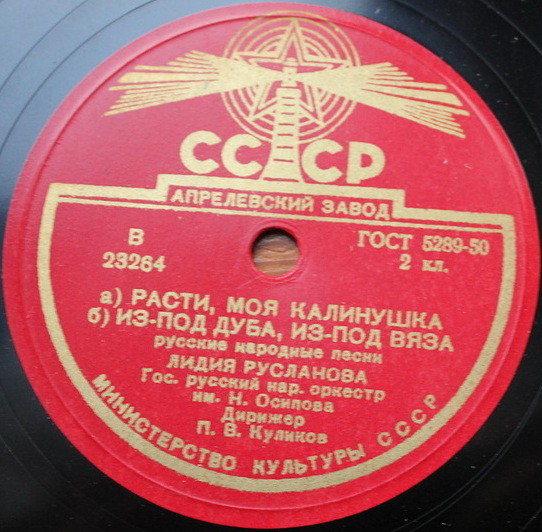 СССР
АПРЕЛЕВСКИЙ ЗАВОД
В
23264
ГОСТ 5289-50
2 кл.
а) РАСТИ, МОЯ КАЛИНУШКА
б) ИЗ-ПОД ДУБА, ИЗ-ПОД ВЯЗА
русские народные песни
ЛИДИЯ РУСЛАНОВА
Гос. русский нар. оркестр
им. Н. Осипова
Дирижер
П. В. Куликов
МИНИСТЕРСТВО КУЛЬТУРЫ СССР